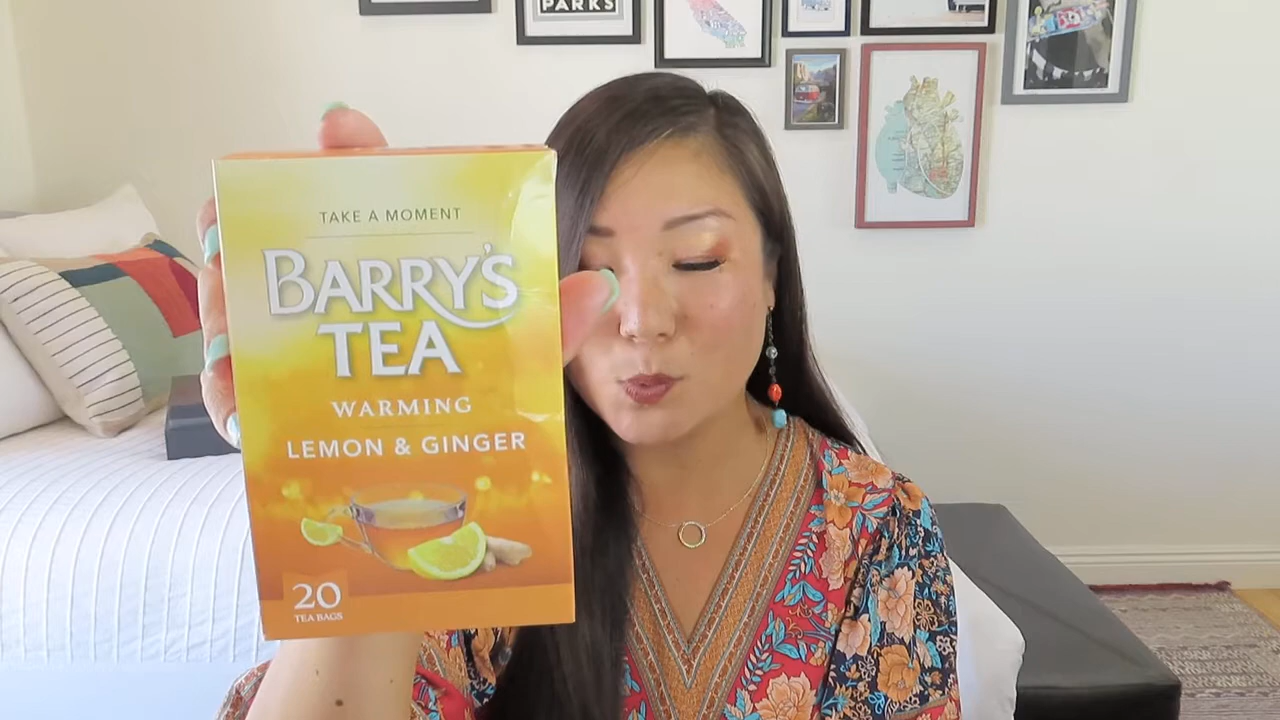 PARKS
TAKE A MOMENT
BARRY'S
TEA
WARMING
LEMON & GINGER
20
TEA BAGS